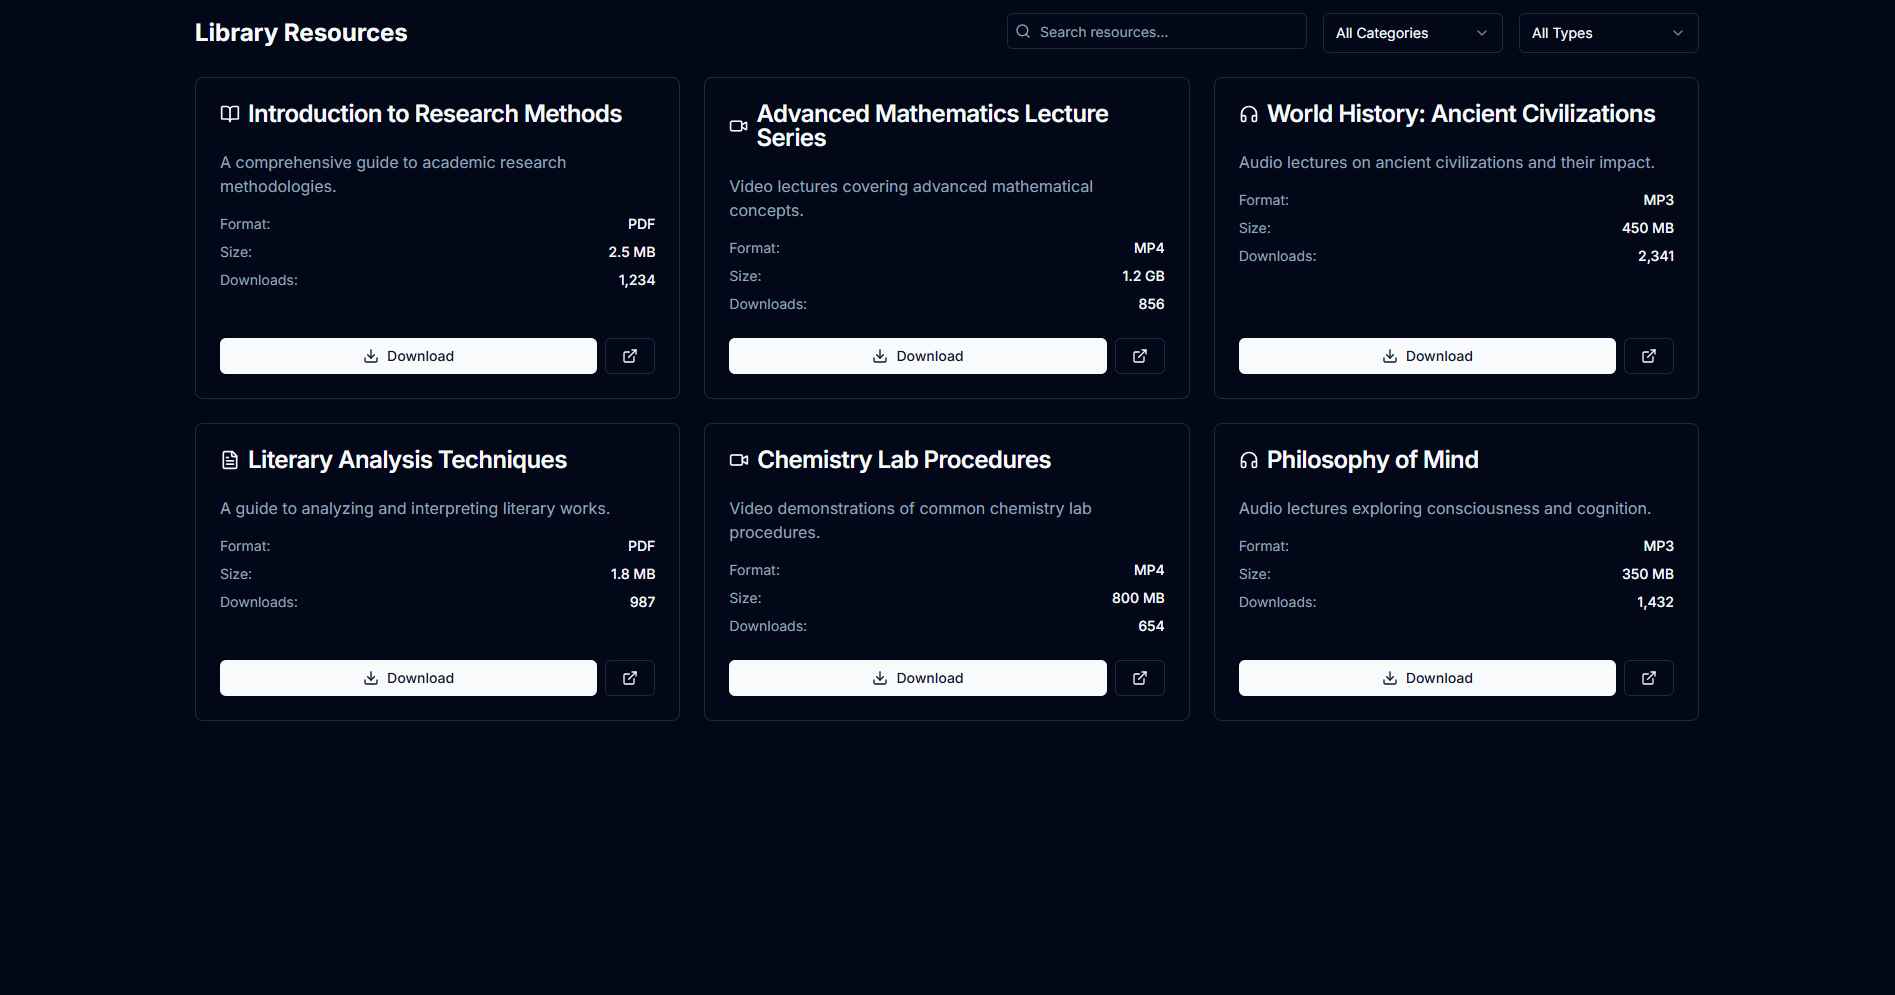 Library Resources
Search resources...
All Categories
All Types
Introduction to Research Methods
A comprehensive guide to academic research
methodologies.
Format: PDF
Size: 2.5 MB
Downloads: 1,234
Download
Advanced Mathematics Lecture
Series
Video lectures covering advanced mathematical
concepts.
Format: MP4
Size: 1.2 GB
Downloads: 856
Download
World History: Ancient Civilizations
Audio lectures on ancient civilizations and their impact.
Format: MP3
Size: 450 MB
Downloads: 2,341
Download
Literary Analysis Techniques
A guide to analyzing and interpreting literary works.
Format: PDF
Size: 1.8 MB
Downloads: 987
Download
Chemistry Lab Procedures
Video demonstrations of common chemistry lab
procedures.
Format: MP4
Size: 800 MB
Downloads: 654
Download
Philosophy of Mind
Audio lectures exploring consciousness and cognition.
Format: MP3
Size: 350 MB
Downloads: 1,432
Download